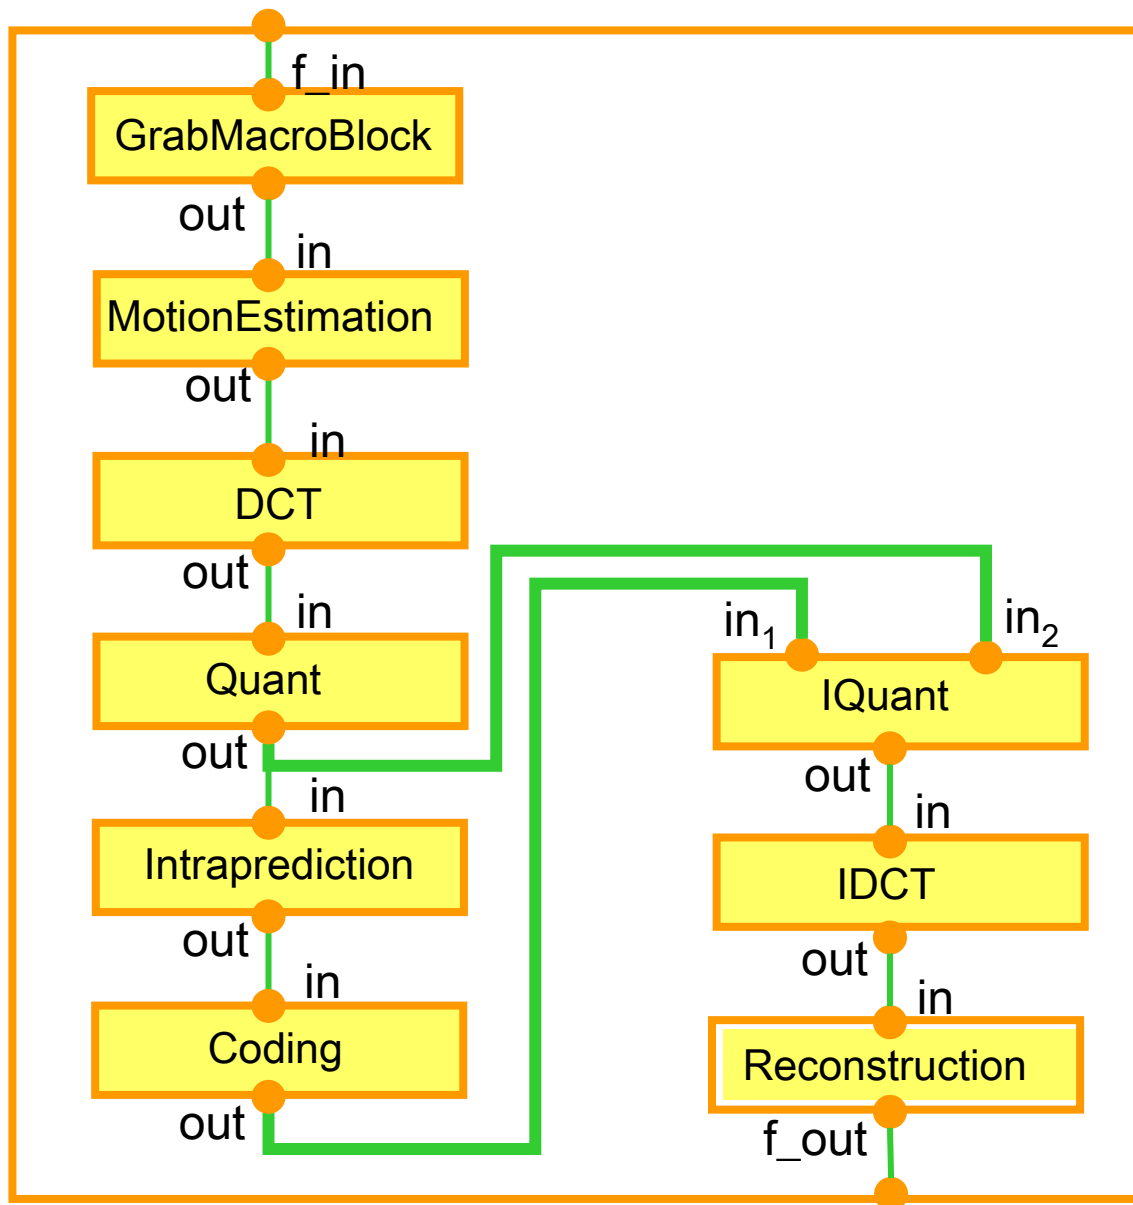 f_in
GrabMacroBlock
out
in
MotionEstimation
out
in
DCT
out
in
Quant
out
in
Intraprediction
out
in
Coding
out
in₁
in₂
IQuant
out
in
IDCT
out
in
Reconstruction
f_out